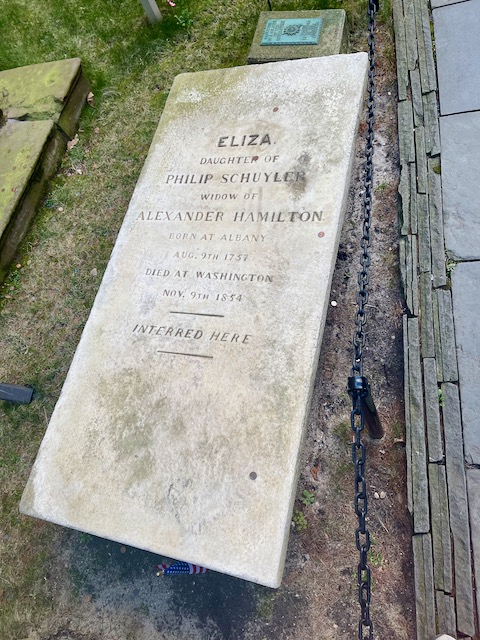 ELIZA.
DAUGHTER OF
PHILIP SCHUYLER
WIDOW OF
ALEXANDER HAMILTON
BORN AT ALBANY
AUG. 9TH 1757
DIED AT WASHINGTON
NOV. 9TH 1854
INTERRED HERE